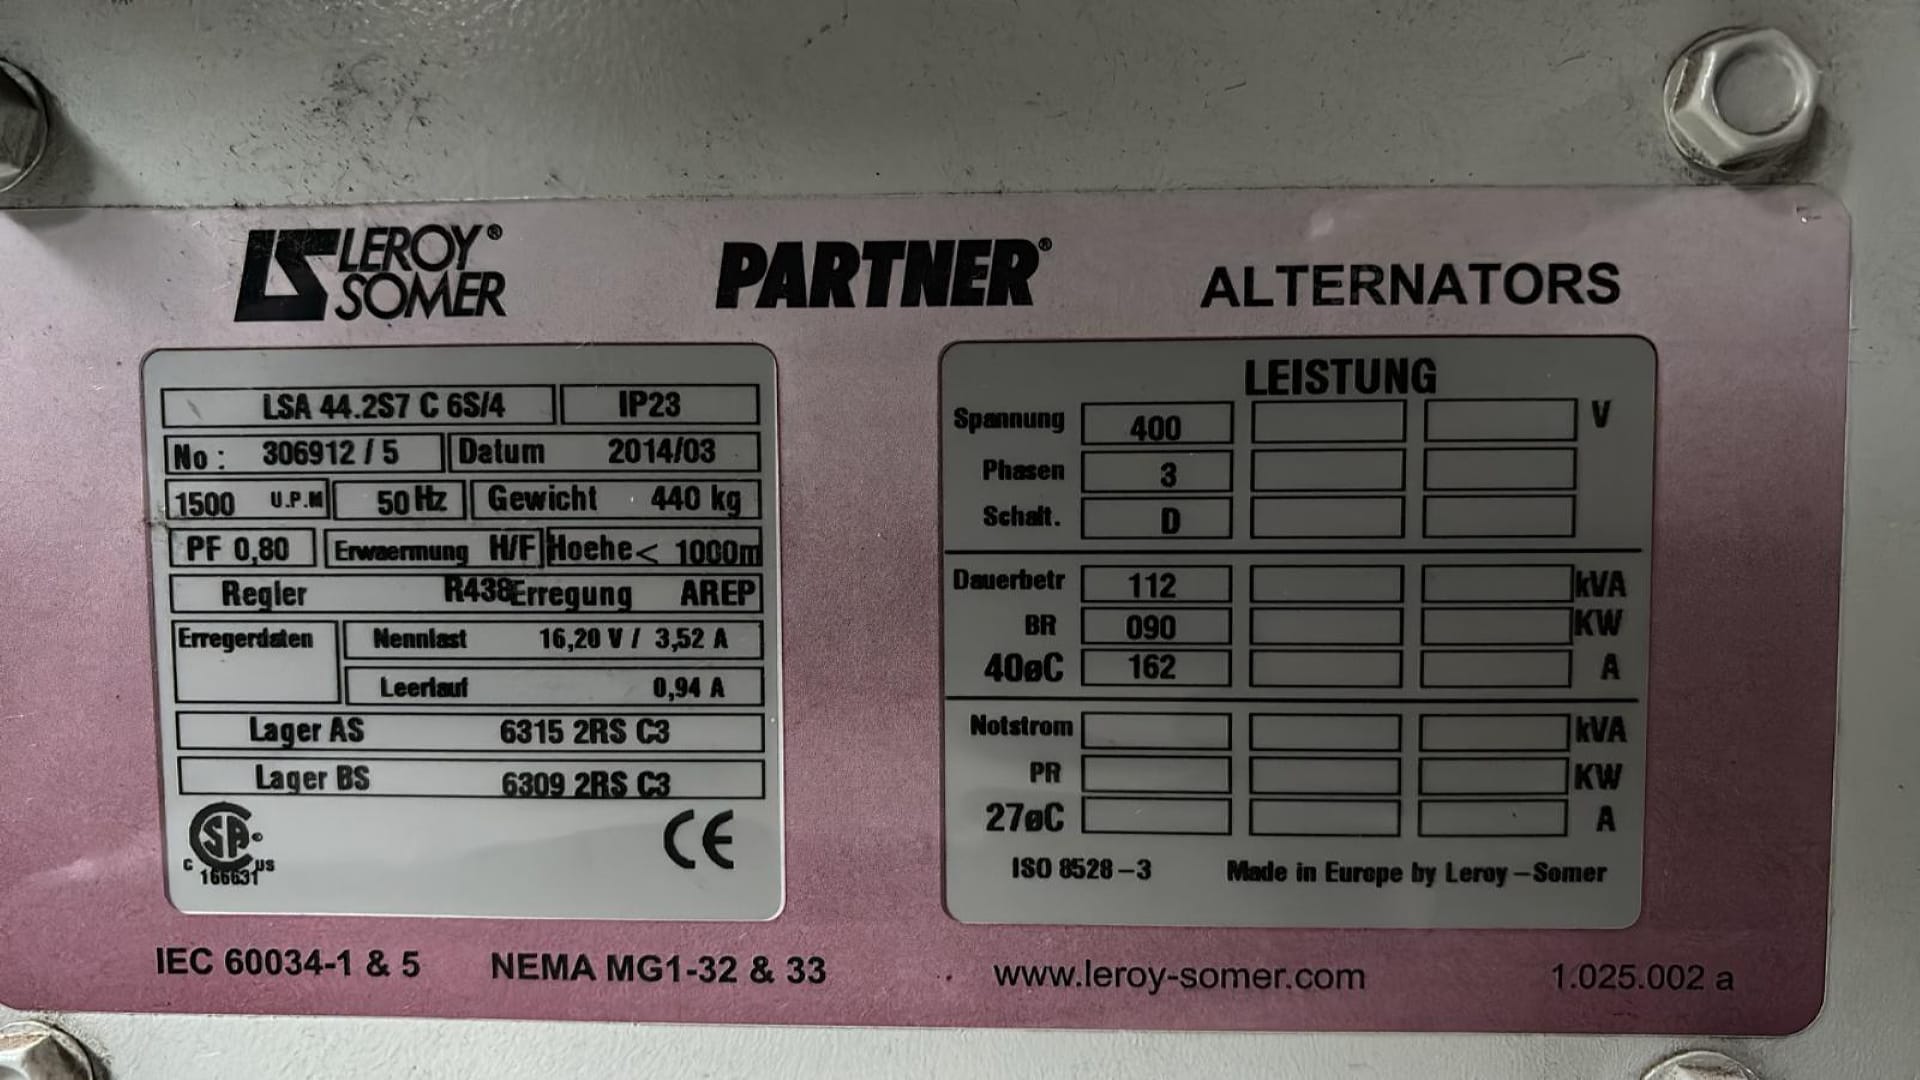 LS LEROY® SOMER
PARTNER®
ALTERNATORS
LSA 44.2S7 C 6S/4 IP23
No : 306912 / 5 Datum 2014/03
1500 U.P.M 50 Hz Gewicht 440 kg
PF 0,80 Erwaermung H/F Hoehe < 1000m
Regler R438 Erregung AREP
Erregerdaten Nennlast 16,20 V / 3,52 A
Leerlauf 0,94 A
Lager AS 6315 2RS C3
Lager BS 6309 2RS C3
C SA® US
166631
CE
LEISTUNG
Spannung 400 V
Phasen 3
Schalt. D
Dauerbetr 112 kVA
BR 090 KW
40øC 162 A
Notstrom kVA
PR KW
27øC A
ISO 8528-3 Made in Europe by Leroy-Somer
IEC 60034-1 & 5 NEMA MG1-32 & 33 www.leroy-somer.com 1.025.002 a